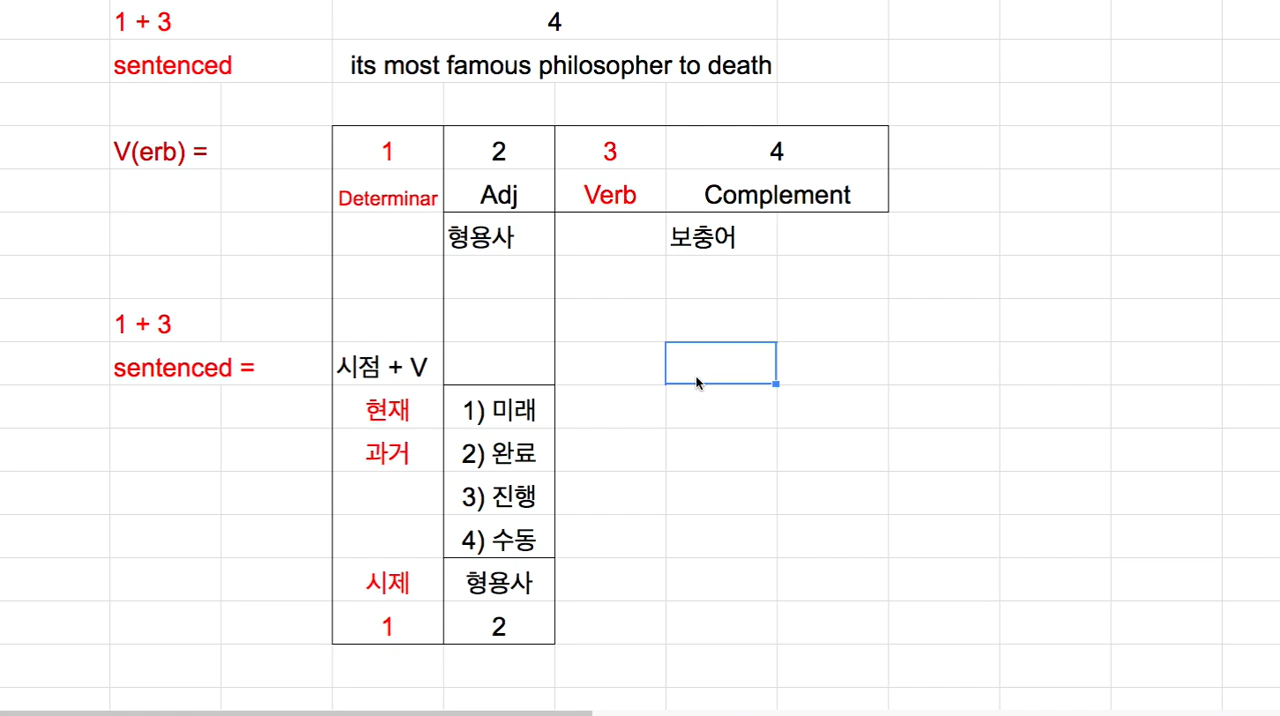 1 + 3 4
sentenced its most famous philosopher to death
V(erb) = 1 2 3 4
Determinar Adj Verb Complement
형용사 보충어
1 + 3
sentenced = 시점 + V
현재 1) 미래
과거 2) 완료
3) 진행
4) 수동
시제 형용사
1 2